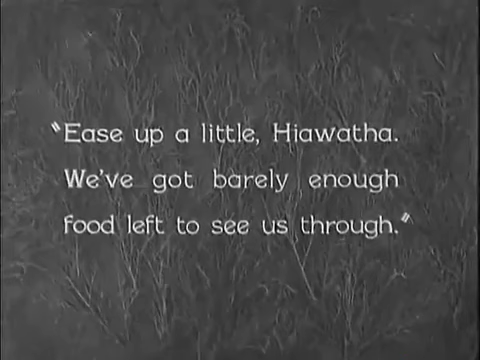 "Ease up a little, Hiawatha.
We've got barely enough
food left to see us through."